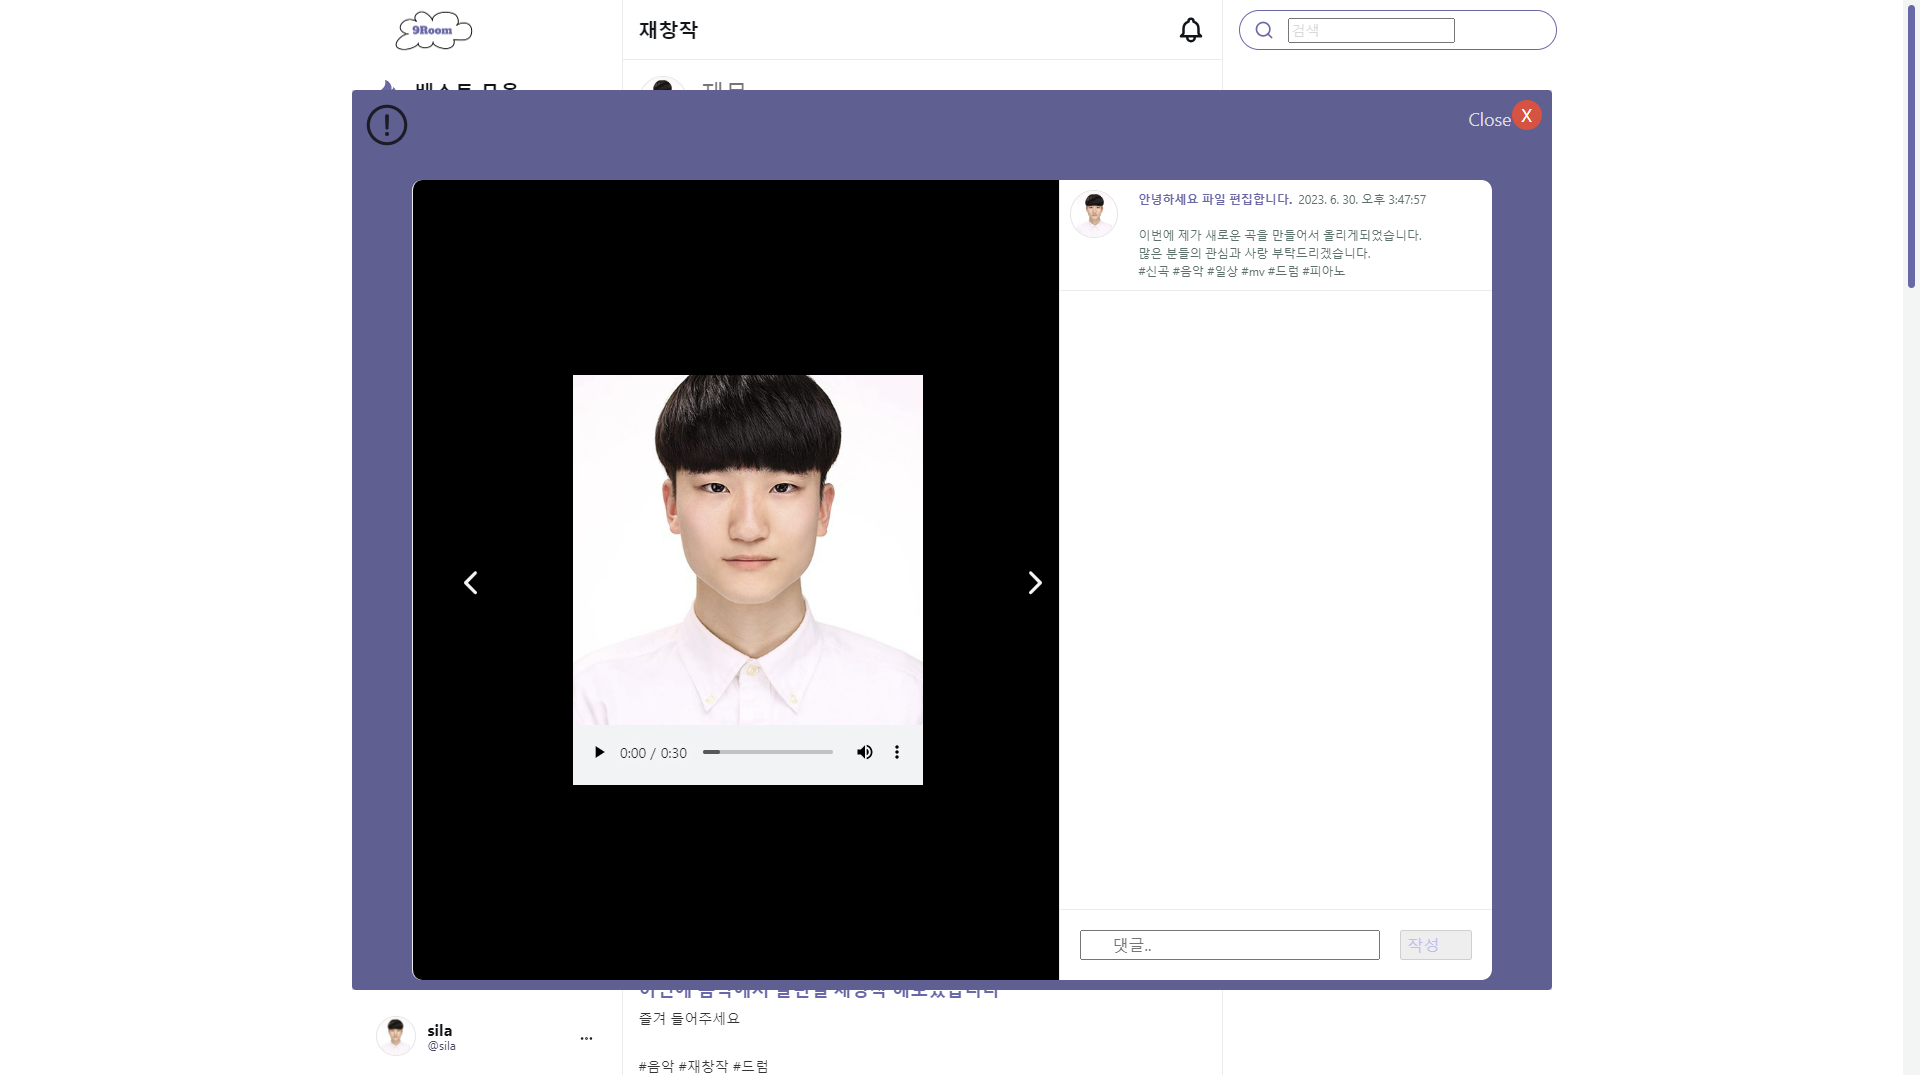 9Room
재창작
검색
Close X
안녕하세요 파일 편집합니다. 2023. 6. 30. 오후 3:47:57
이번에 제가 새로운 곡을 만들어서 올리게되었습니다.
많은 분들의 관심과 사랑 부탁드리겠습니다.
#신곡 #음악 #일상 #mv #드럼 #피아노
0:00 / 0:30
댓글..
작성
sila
@sila
즐겨 들어주세요
#음악 #재창작 #드럼